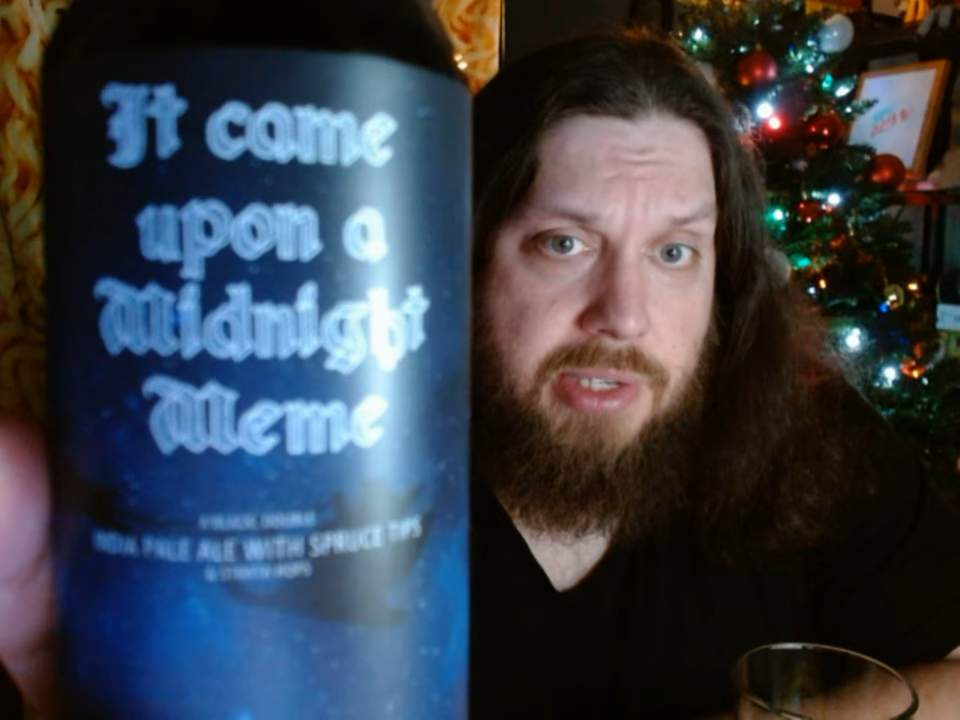 It came
upon a
Midnight
Meme
INDIA PALE ALE WITH SPRUCE TIPS